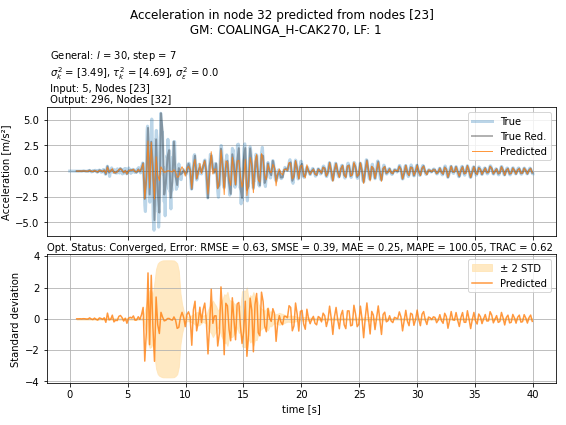 Acceleration in node 32 predicted from nodes [23]
GM: COALINGA_H-CAK270, LF: 1
General: l = 30, step = 7
σ²ₖ = [3.49], τ²ₖ = [4.69], σ²ε = 0.0
Input: 5, Nodes [23]
Output: 296, Nodes [32]
Acceleration [m/s²]
5.0
2.5
0.0
−2.5
−5.0
True
True Red.
Predicted
Opt. Status: Converged, Error: RMSE = 0.63, SMSE = 0.39, MAE = 0.25, MAPE = 100.05, TRAC = 0.62
Standard deviation
4
2
0
−2
−4
± 2 STD
Predicted
0 5 10 15 20 25 30 35 40
time [s]